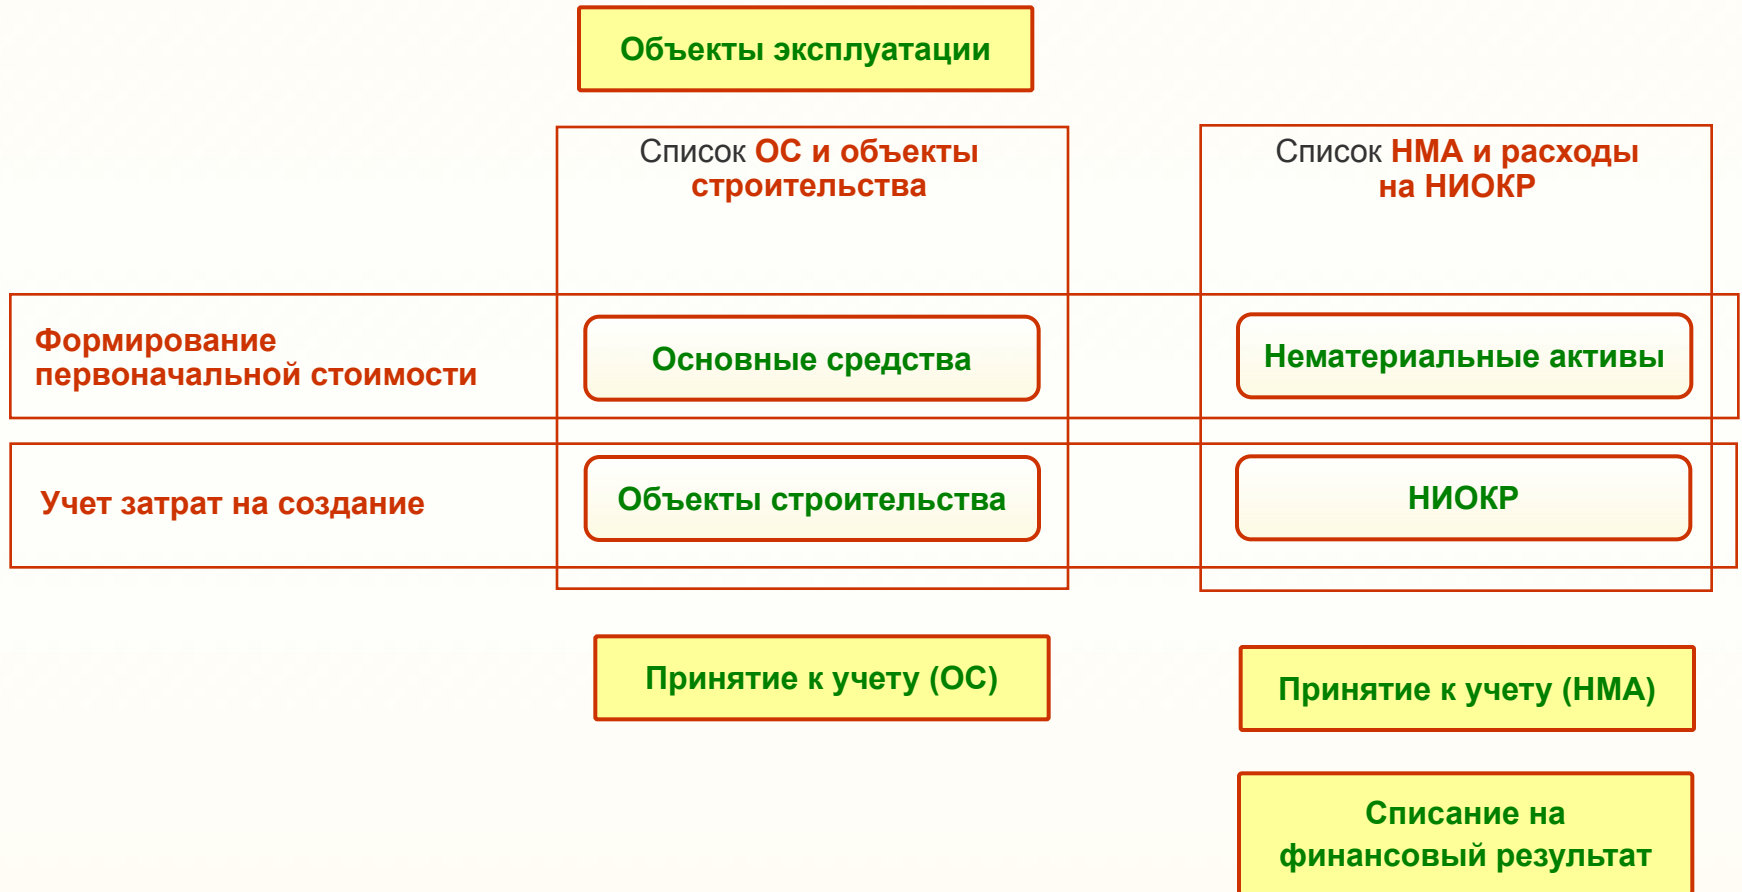 Объекты эксплуатации
Список ОС и объекты
строительства
Список НМА и расходы
на НИОКР
Формирование
первоначальной стоимости
Основные средства
Нематериальные активы
Учет затрат на создание
Объекты строительства
НИОКР
Принятие к учету (ОС)
Принятие к учету (НМА)
Списание на
финансовый результат